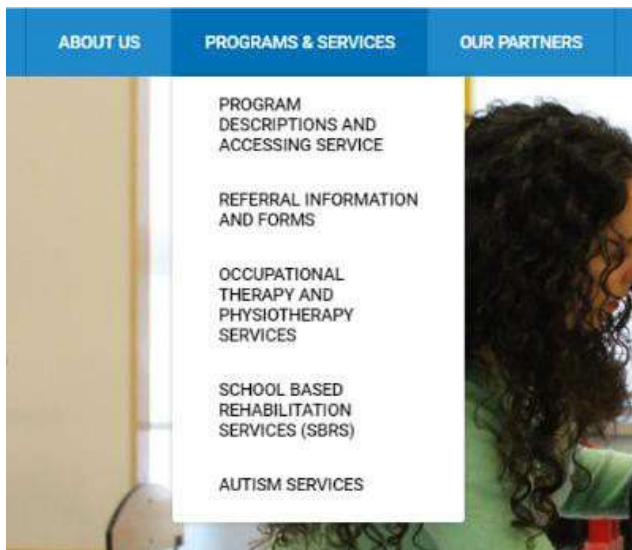 ABOUT US
PROGRAMS & SERVICES
OUR PARTNERS
PROGRAM
DESCRIPTIONS AND
ACCESSING SERVICE
REFERRAL INFORMATION
AND FORMS
OCCUPATIONAL
THERAPY AND
PHYSIOTHERAPY
SERVICES
SCHOOL BASED
REHABILITATION
SERVICES (SBRS)
AUTISM SERVICES